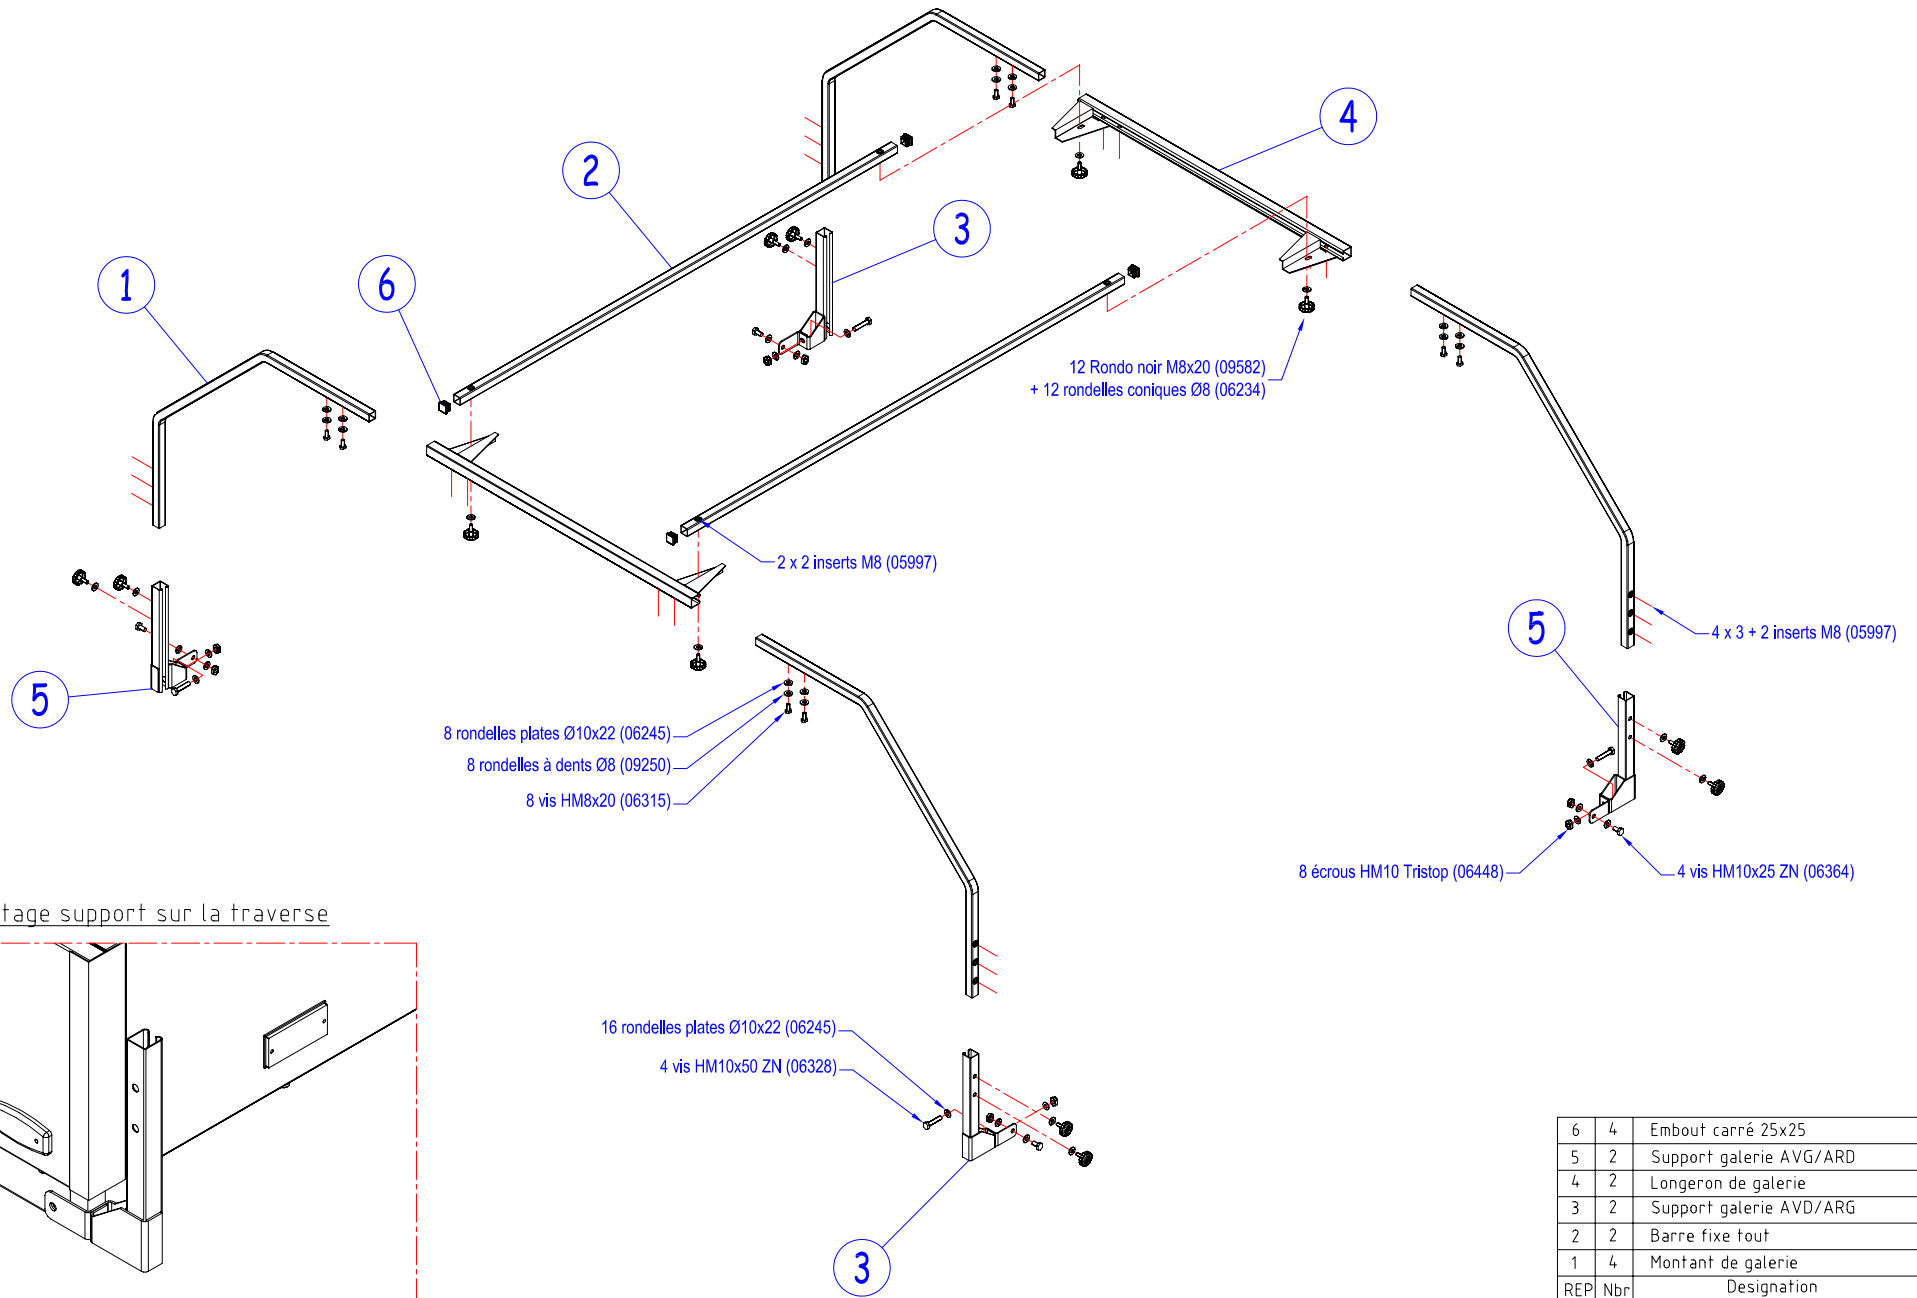 4
2
3
1
6
12 Rondo noir M8x20 (09582)
+ 12 rondelles coniques Ø8 (06234)
2 x 2 inserts M8 (05997)
5
4 x 3 + 2 inserts M8 (05997)
5
8 rondelles plates Ø10x22 (06245)
8 rondelles à dents Ø8 (09250)
8 vis HM8x20 (06315)
8 écrous HM10 Tristop (06448)
4 vis HM10x25 ZN (06364)
tage support sur la traverse
16 rondelles plates Ø10x22 (06245)
4 vis HM10x50 ZN (06328)
3
6 4 Embout carré 25x25
5 2 Support galerie AVG/ARD
4 2 Longeron de galerie
3 2 Support galerie AVD/ARG
2 2 Barre fixe tout
1 4 Montant de galerie
REP Nbr Designation